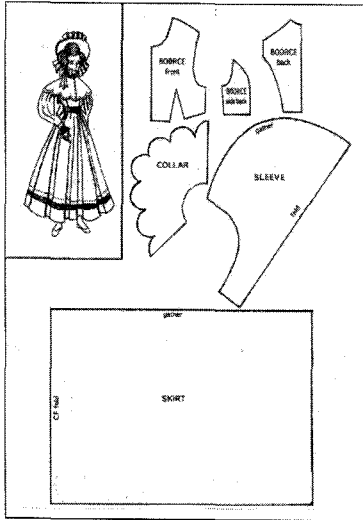 BODICE
front
BODICE
side back
BODICE
back
COLLAR
gather
SLEEVE
fold
gather
CF fold
SKIRT